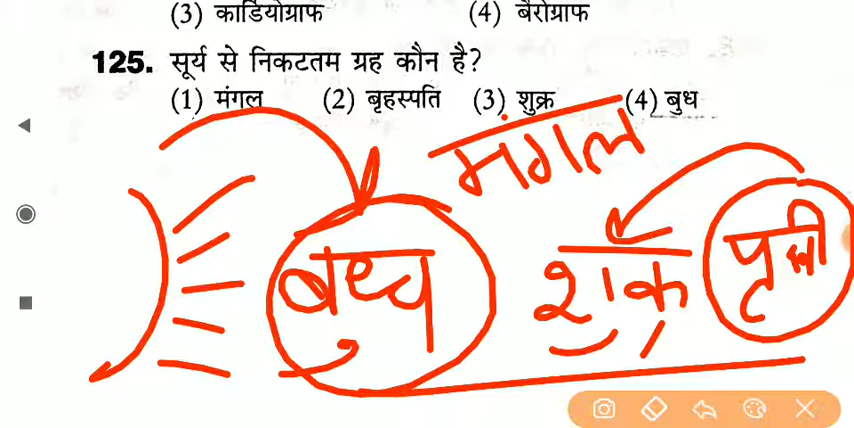 (3) कार्डियोग्राफ (4) बैरोग्राफ
125. सूर्य से निकटतम ग्रह कौन है?
(1) मंगल (2) बृहस्पति (3) शुक्र (4) बुध
मंगल
बुध शुक्र पृथ्वी